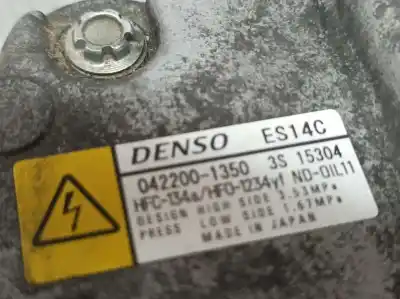 DENSO ES14C
042200-1350 3S 15304
HFC-134a/HFO-1234yf ND-OIL11
DESIGN HIGH SIDE 3.53MPa
PRESS LOW SIDE 1.67MPa
MADE IN JAPAN